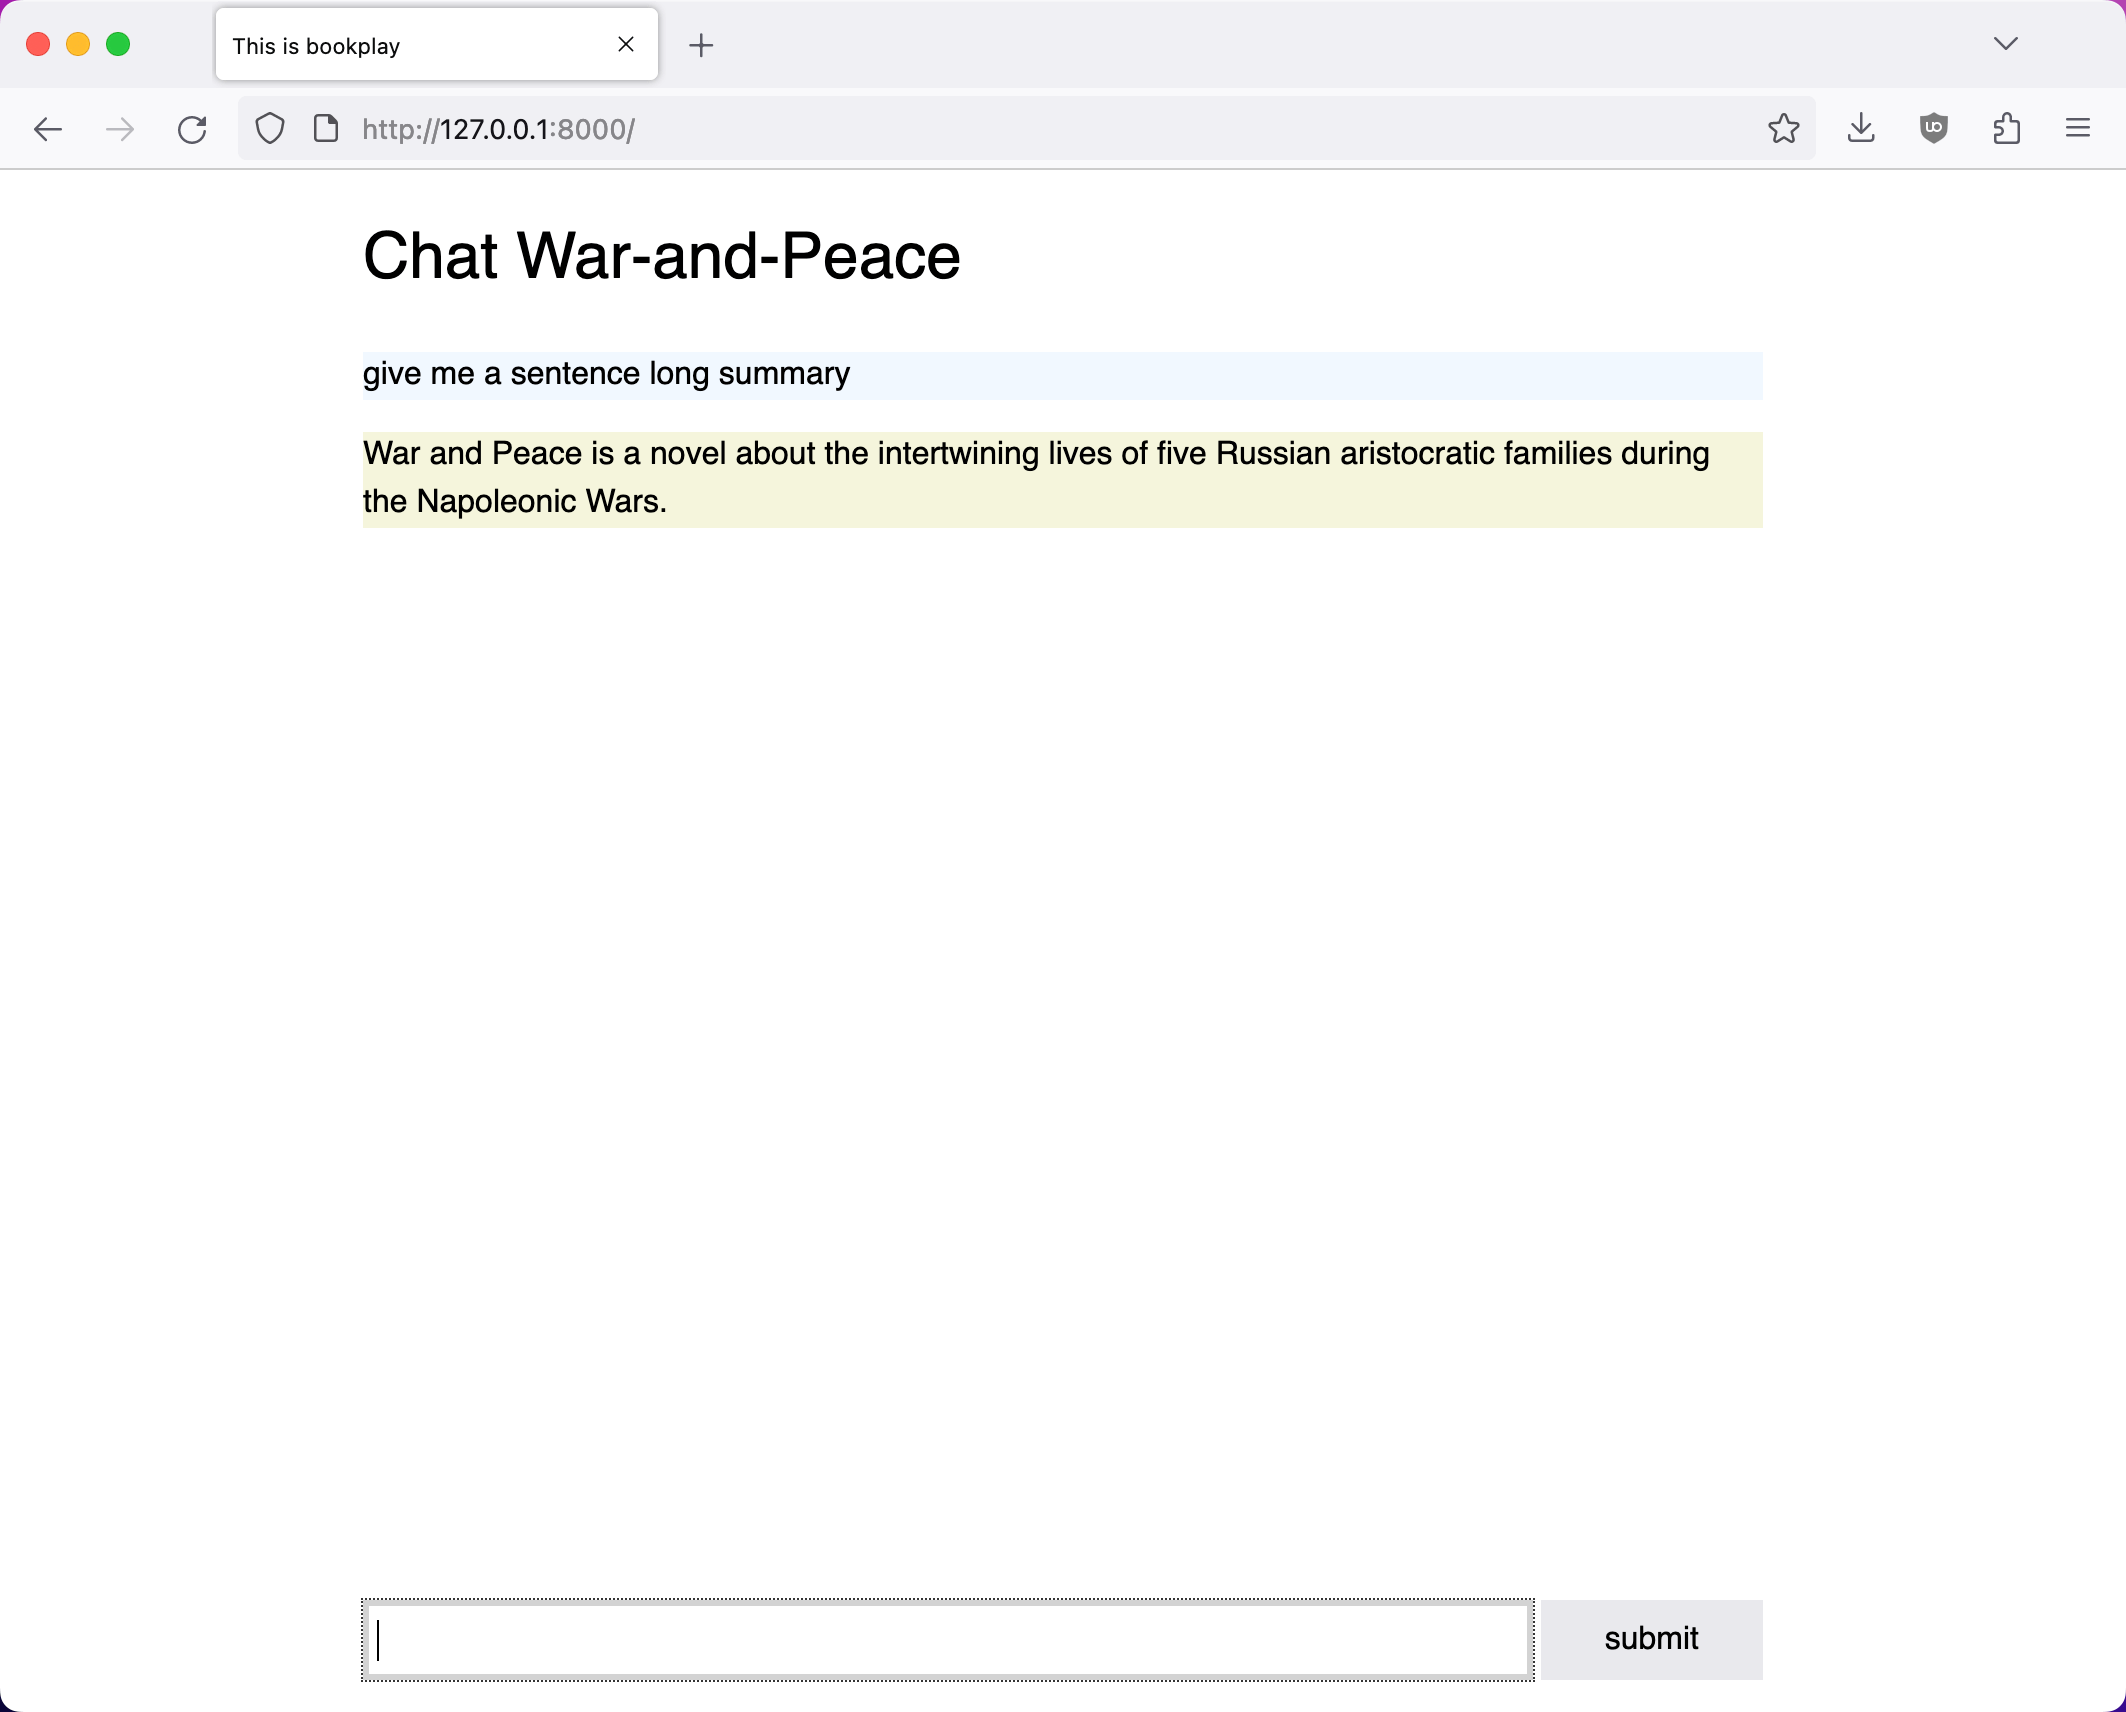 This is bookplay
http://127.0.0.1:8000/
Chat War-and-Peace
give me a sentence long summary
War and Peace is a novel about the intertwining lives of five Russian aristocratic families during
the Napoleonic Wars.
submit